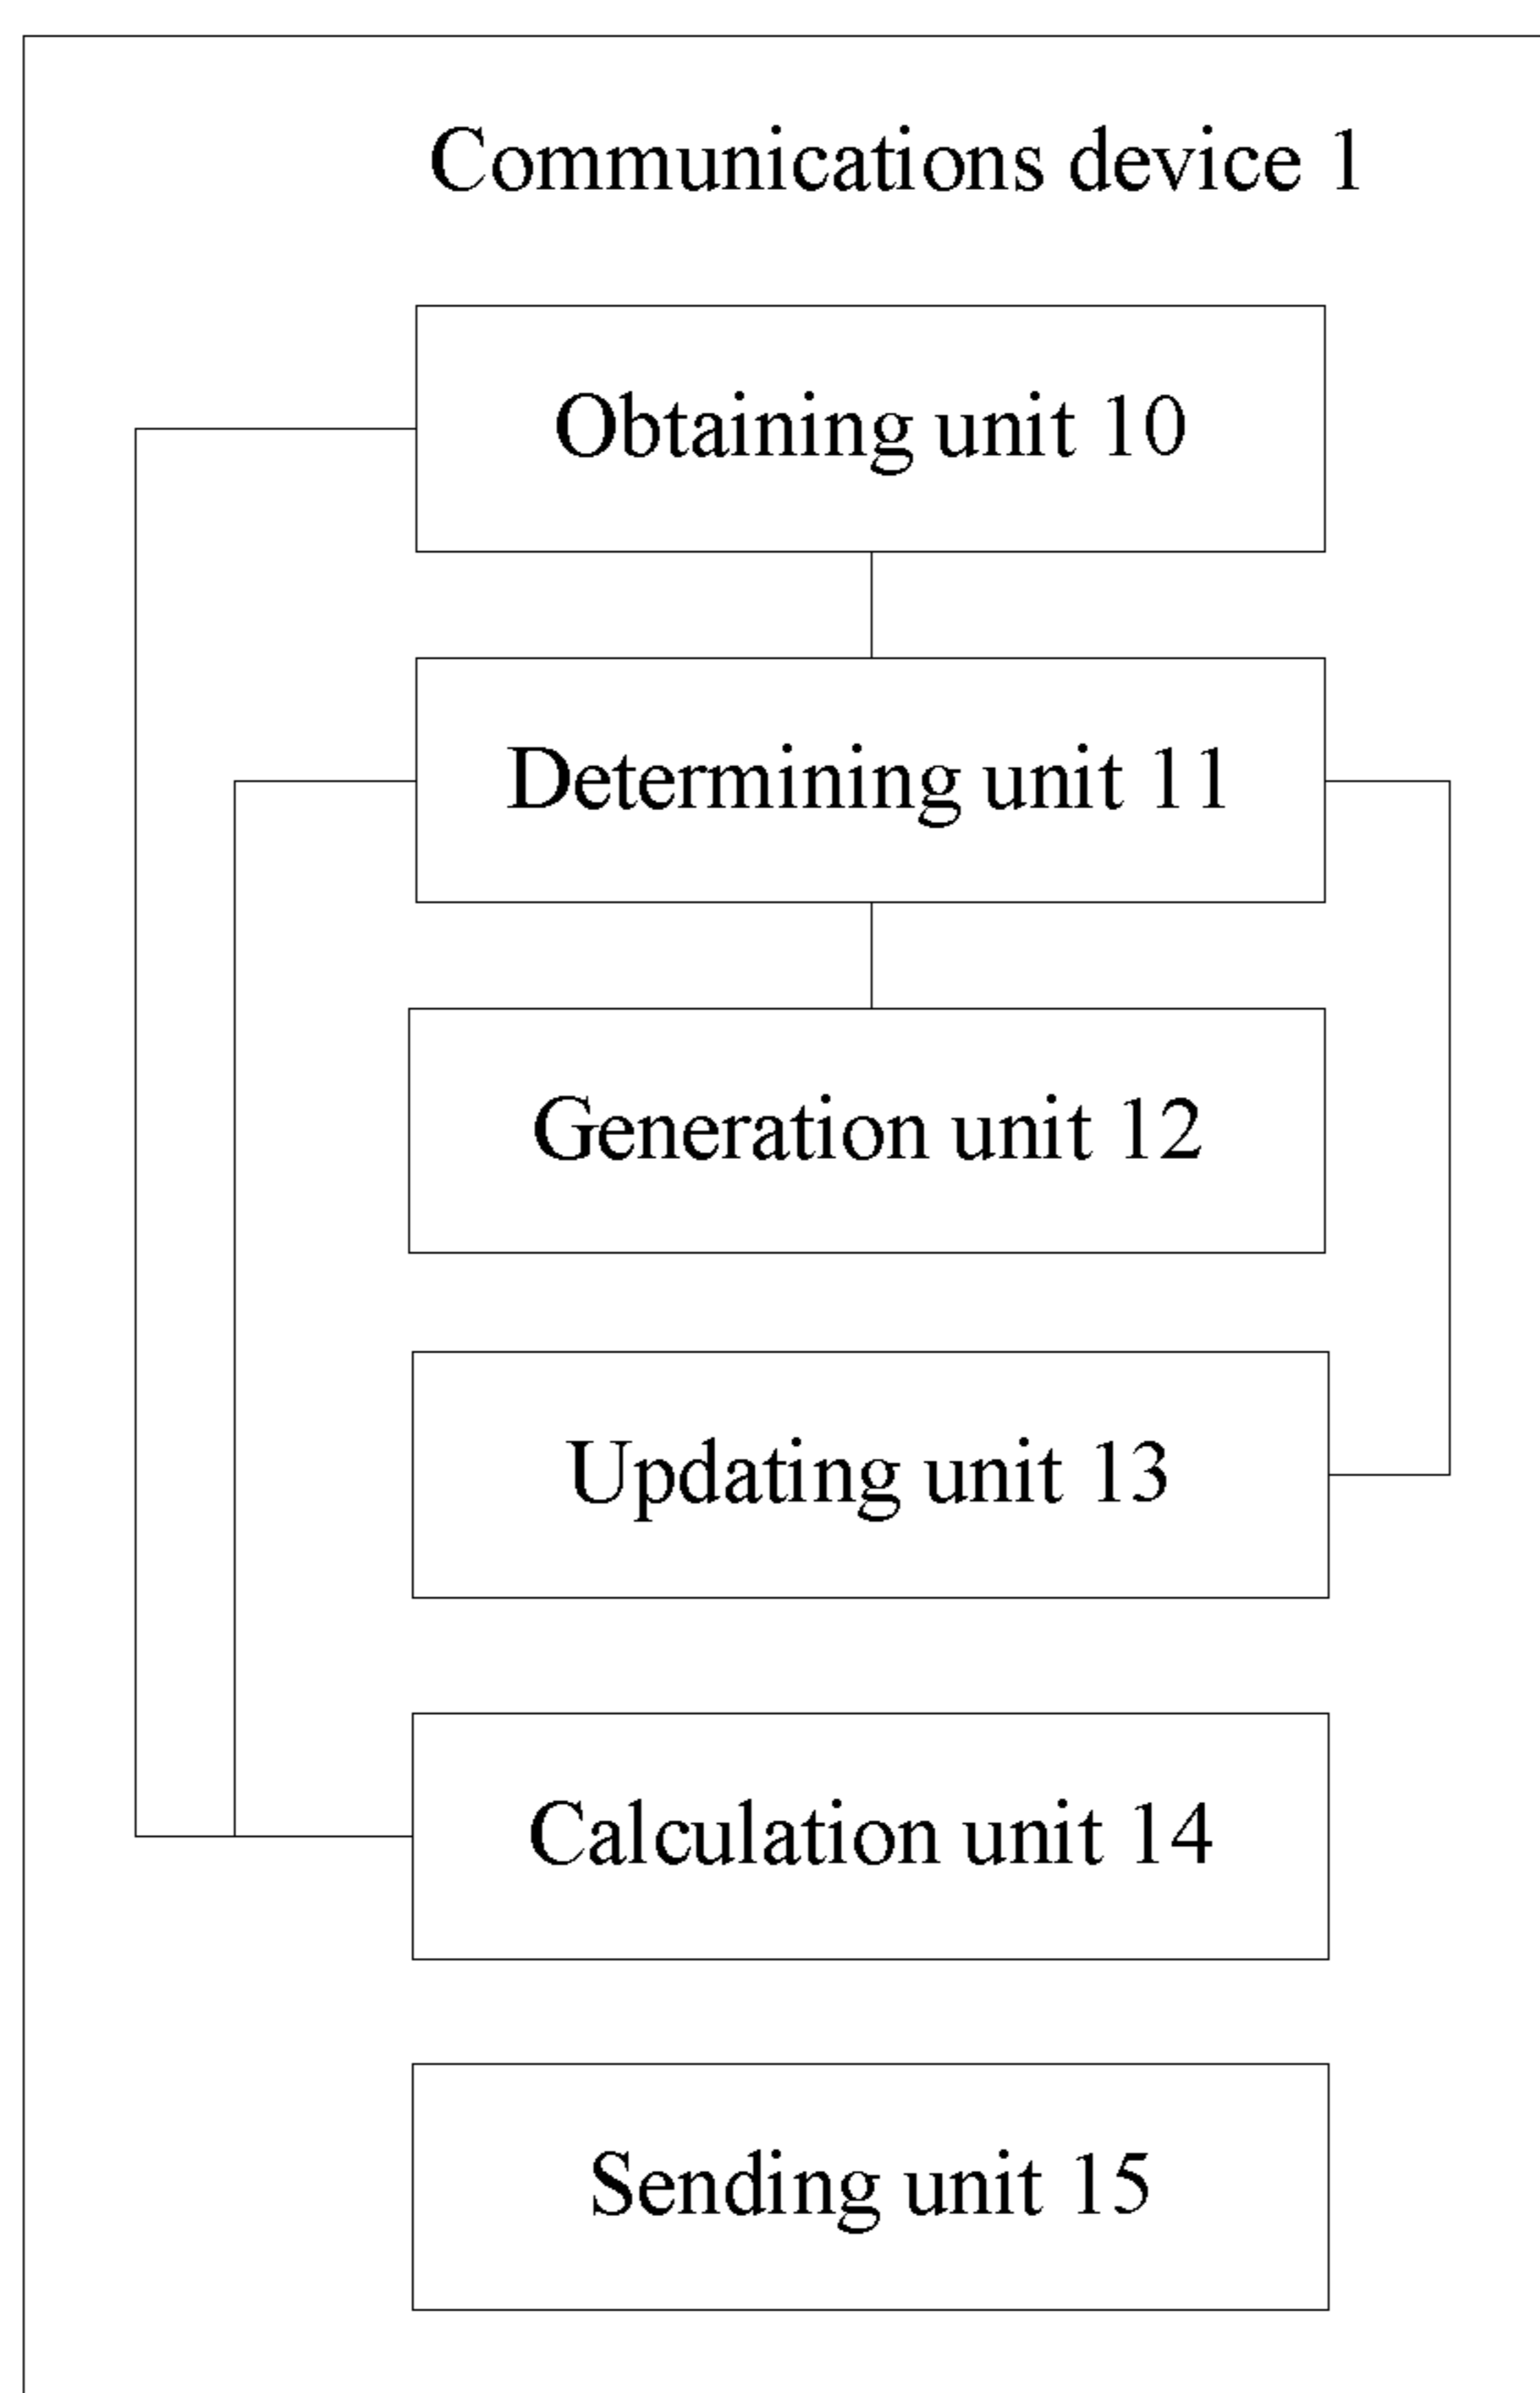 Communications device 1
Obtaining unit 10
Determining unit 11
Generation unit 12
Updating unit 13
Calculation unit 14
Sending unit 15